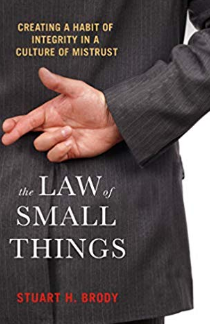 CREATING A HABIT OF
INTEGRITY IN A
CULTURE OF MISTRUST
the LAW of
SMALL
THINGS
STUART H. BRODY